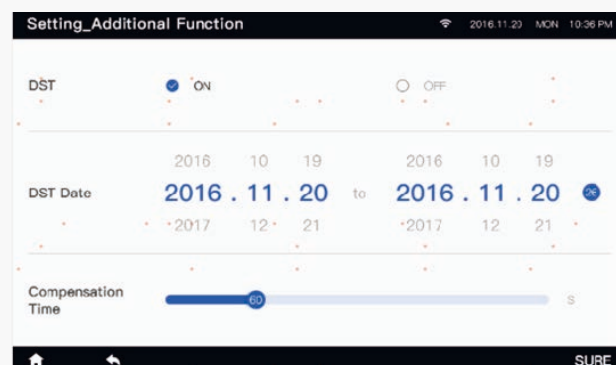 Setting_Additional Function 2016.11.20 MON 10:36 PM
DST ON OFF
2016 10 19 2016 10 19
DST Date 2016 . 11 . 20 to 2016 . 11 . 20
2017 12 21 2017 12 21
Compensation
Time 60 S
SURE